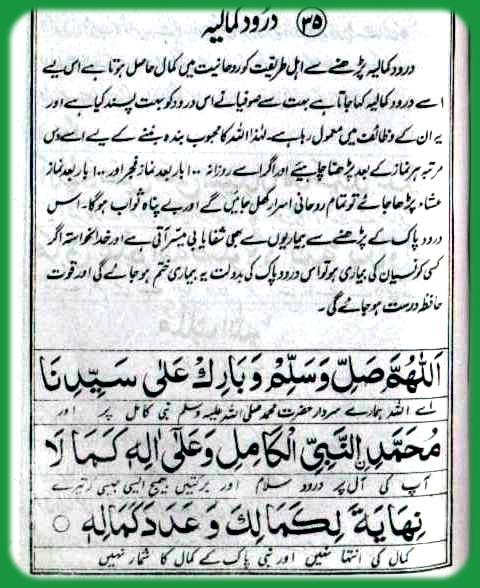 ۳۵ درود کمالیہ
درود کمالیہ پڑھنے سے اہل طریقت کو روحانیت میں کمال حاصل ہوتا ہے اس لیے
اسے درود کمالیہ کہا جاتا ہے بہت سے صوفیا نے اس درود کو بہت پسند کیا ہے اور
یہ ان کے وظائف میں معمول رہا ہے۔ لہٰذا اللہ کا محبوب بندہ بننے کے لیے اسے دس
مرتبہ ہر نماز کے بعد پڑھنا چاہیئے اور اگر اسے روزانہ ۱۰۰ بار بعد نماز فجر اور ۱۰۰ بار بعد نماز
عشاء پڑھا جائے تو تمام روحانی اسرار کھل جائیں گے اور بے پناہ ثواب ہوگا۔ اس
درود پاک کے پڑھنے سے بیماریوں سے بھی شفایابی میسّر آتی ہے اور خدانخواستہ اگر
کسی کو نسیان کی بیماری ہو تو اس درود پاک کی بدولت یہ بیماری ختم ہو جائے گی اور قوت
حافظہ درست ہو جائے گی۔
اَللّٰهُمَّ صَلِّ وَسَلِّمْ وَبَارِكْ عَلٰى سَيِّدِنَا
اے اللہ ہمارے سردار حضرت محمد صلی اللہ علیہ وسلم نبی کامل پر اور
مُحَمَّدِ نِالنَّبِيِّ الْكَامِلِ وَعَلٰٓى اٰلِهٖ كَمَا لَا
آپ کی آل پر درود سلام اور برکتیں بھیج ایسی جیسی کہ تیرے
نِهَايَةَ لِكَمَالِكَ وَعَدَدَ كَمَالِهٖ ○
کمال کی انتہا نہیں اور نبی پاک کے کمال کا شمار نہیں